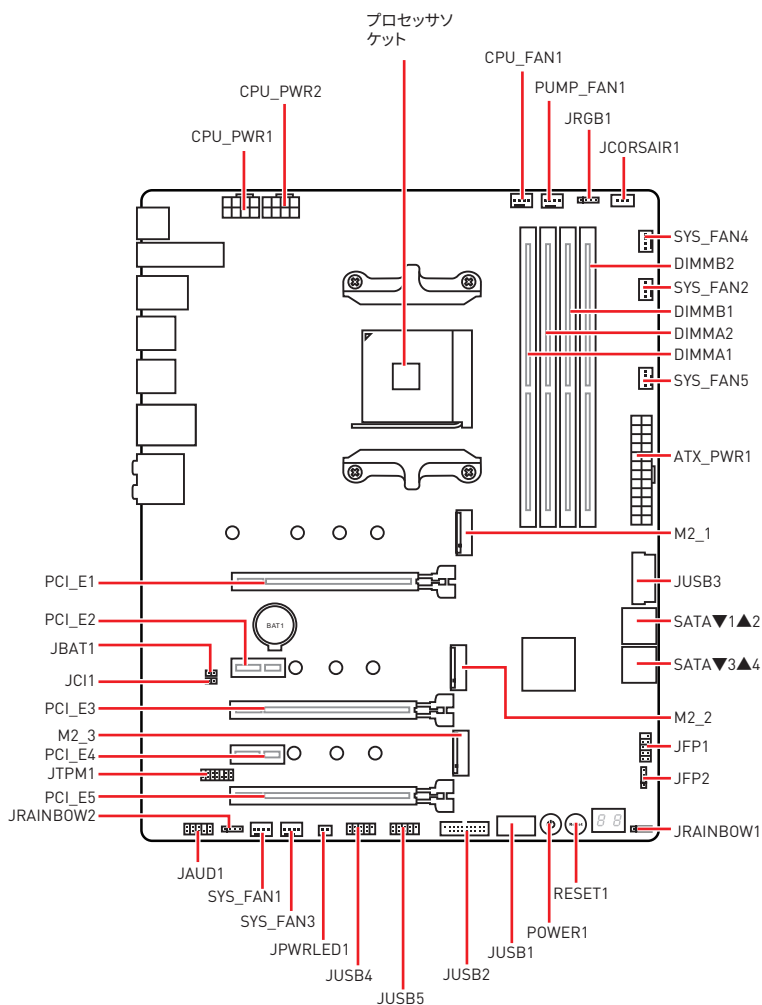 プロセッサソ
ケット
CPU_FAN1
CPU_PWR2
PUMP_FAN1
JRGB1
CPU_PWR1
JCORSAIR1
SYS_FAN4
DIMMB2
SYS_FAN2
DIMMB1
DIMMA2
DIMMA1
SYS_FAN5
ATX_PWR1
M2_1
PCI_E1
JUSB3
PCI_E2
BAT1
SATA▼1▲2
JBAT1
JCI1
SATA▼3▲4
PCI_E3
M2_2
M2_3
PCI_E4
JFP1
JTPM1
JFP2
PCI_E5
JRAINBOW2
88
JRAINBOW1
JAUD1
SYS_FAN1
RESET1
SYS_FAN3
POWER1
JPWRLED1
JUSB1
JUSB4
JUSB2
JUSB5